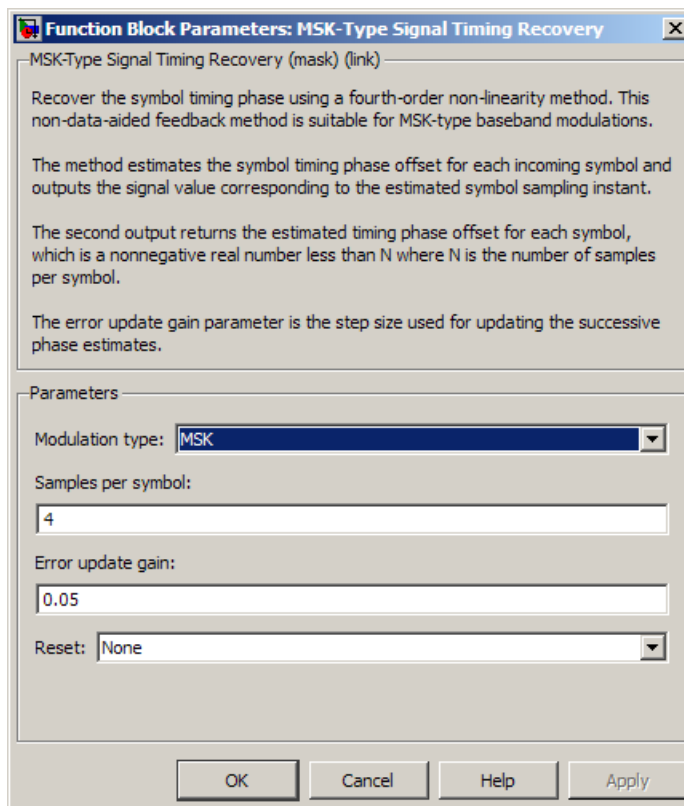 Function Block Parameters: MSK-Type Signal Timing Recovery
MSK-Type Signal Timing Recovery (mask) (link)
Recover the symbol timing phase using a fourth-order non-linearity method. This
non-data-aided feedback method is suitable for MSK-type baseband modulations.
The method estimates the symbol timing phase offset for each incoming symbol and
outputs the signal value corresponding to the estimated symbol sampling instant.
The second output returns the estimated timing phase offset for each symbol,
which is a nonnegative real number less than N where N is the number of samples
per symbol.
The error update gain parameter is the step size used for updating the successive
phase estimates.
Parameters
Modulation type: MSK
Samples per symbol:
4
Error update gain:
0.05
Reset: None
OK Cancel Help Apply